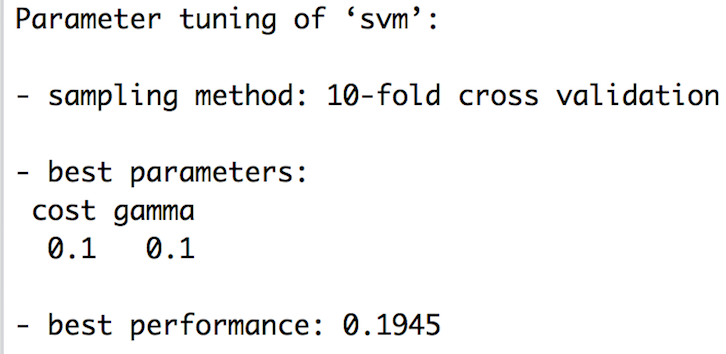 Parameter tuning of ‘svm’:
- sampling method: 10-fold cross validation
- best parameters:
cost gamma
0.1 0.1
- best performance: 0.1945